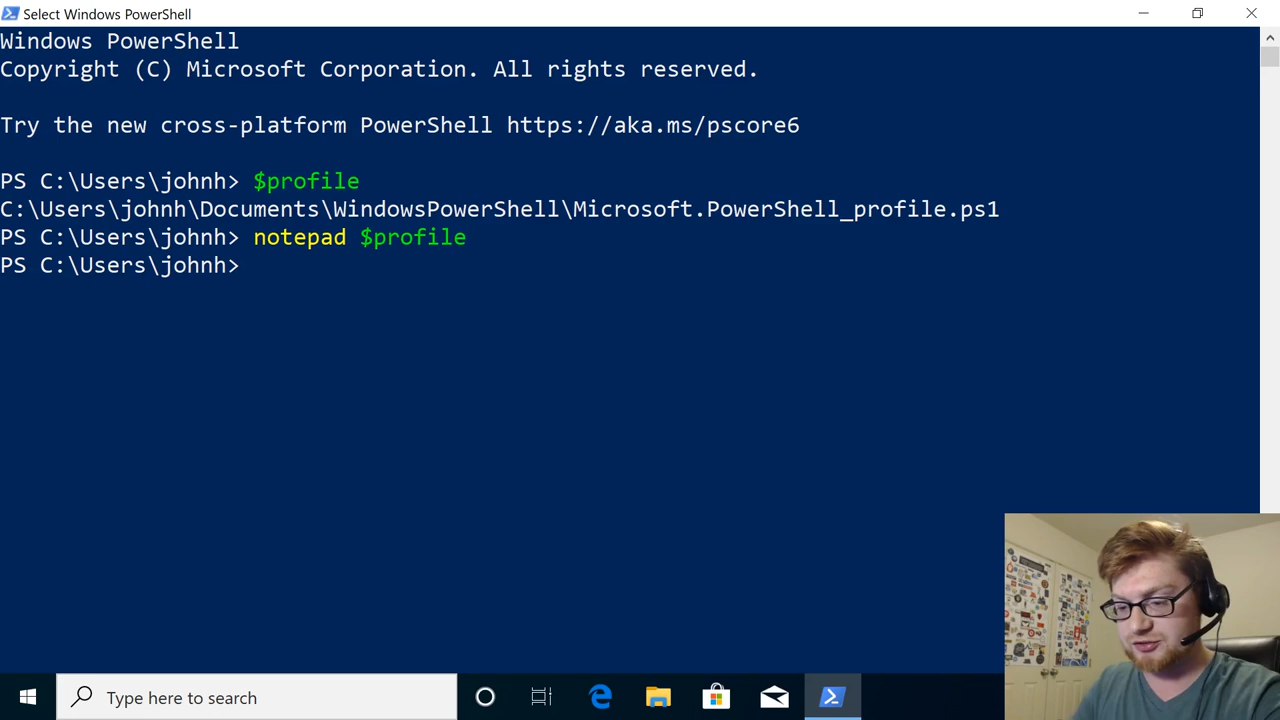 Select Windows PowerShell
Windows PowerShell
Copyright (C) Microsoft Corporation. All rights reserved.
Try the new cross-platform PowerShell https://aka.ms/pscore6
PS C:\Users\johnh> $profile
C:\Users\johnh\Documents\WindowsPowerShell\Microsoft.PowerShell_profile.ps1
PS C:\Users\johnh> notepad $profile
PS C:\Users\johnh>
Type here to search